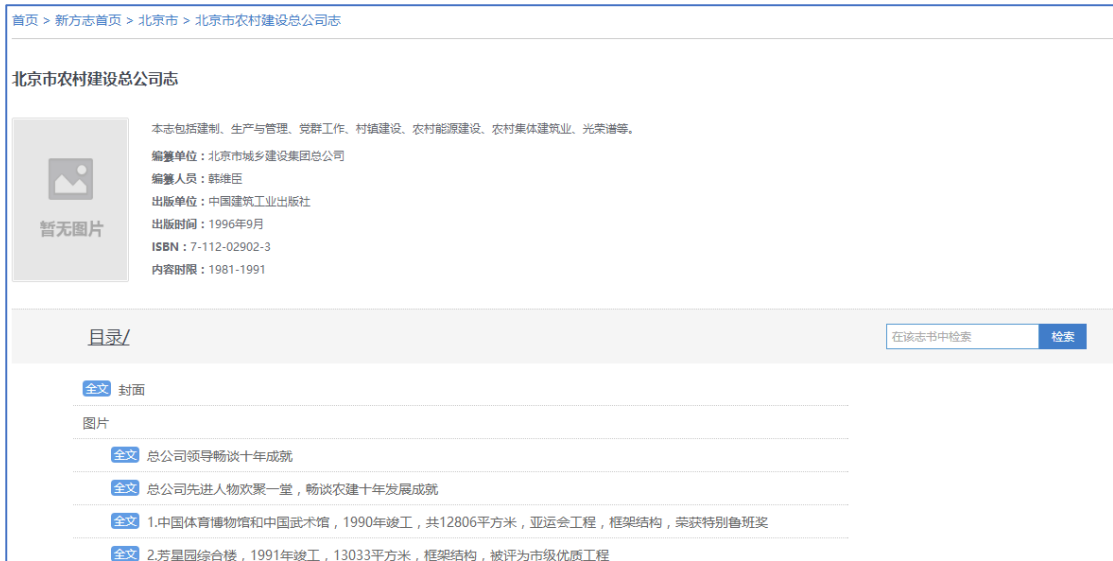 首页 > 新方志首页 > 北京市 > 北京市农村建设总公司志
北京市农村建设总公司志
暂无图片
本志包括建制、生产与管理、党群工作、村镇建设、农村能源建设、农村集体建筑业、光荣谱等。
编纂单位：北京市城乡建设集团总公司
编纂人员：韩维臣
出版单位：中国建筑工业出版社
出版时间：1996年9月
ISBN：7-112-02902-3
内容时限：1981-1991
目录/
在该志书中检索 检索
全文 封面
图片
全文 总公司领导畅谈十年成就
全文 总公司先进人物欢聚一堂，畅谈农建十年发展成就
全文 1.中国体育博物馆和中国武术馆，1990年竣工，共12806平方米，亚运会工程，框架结构，荣获特别鲁班奖
全文 2.芳星园综合楼，1991年竣工，13033平方米，框架结构，被评为市级优质工程